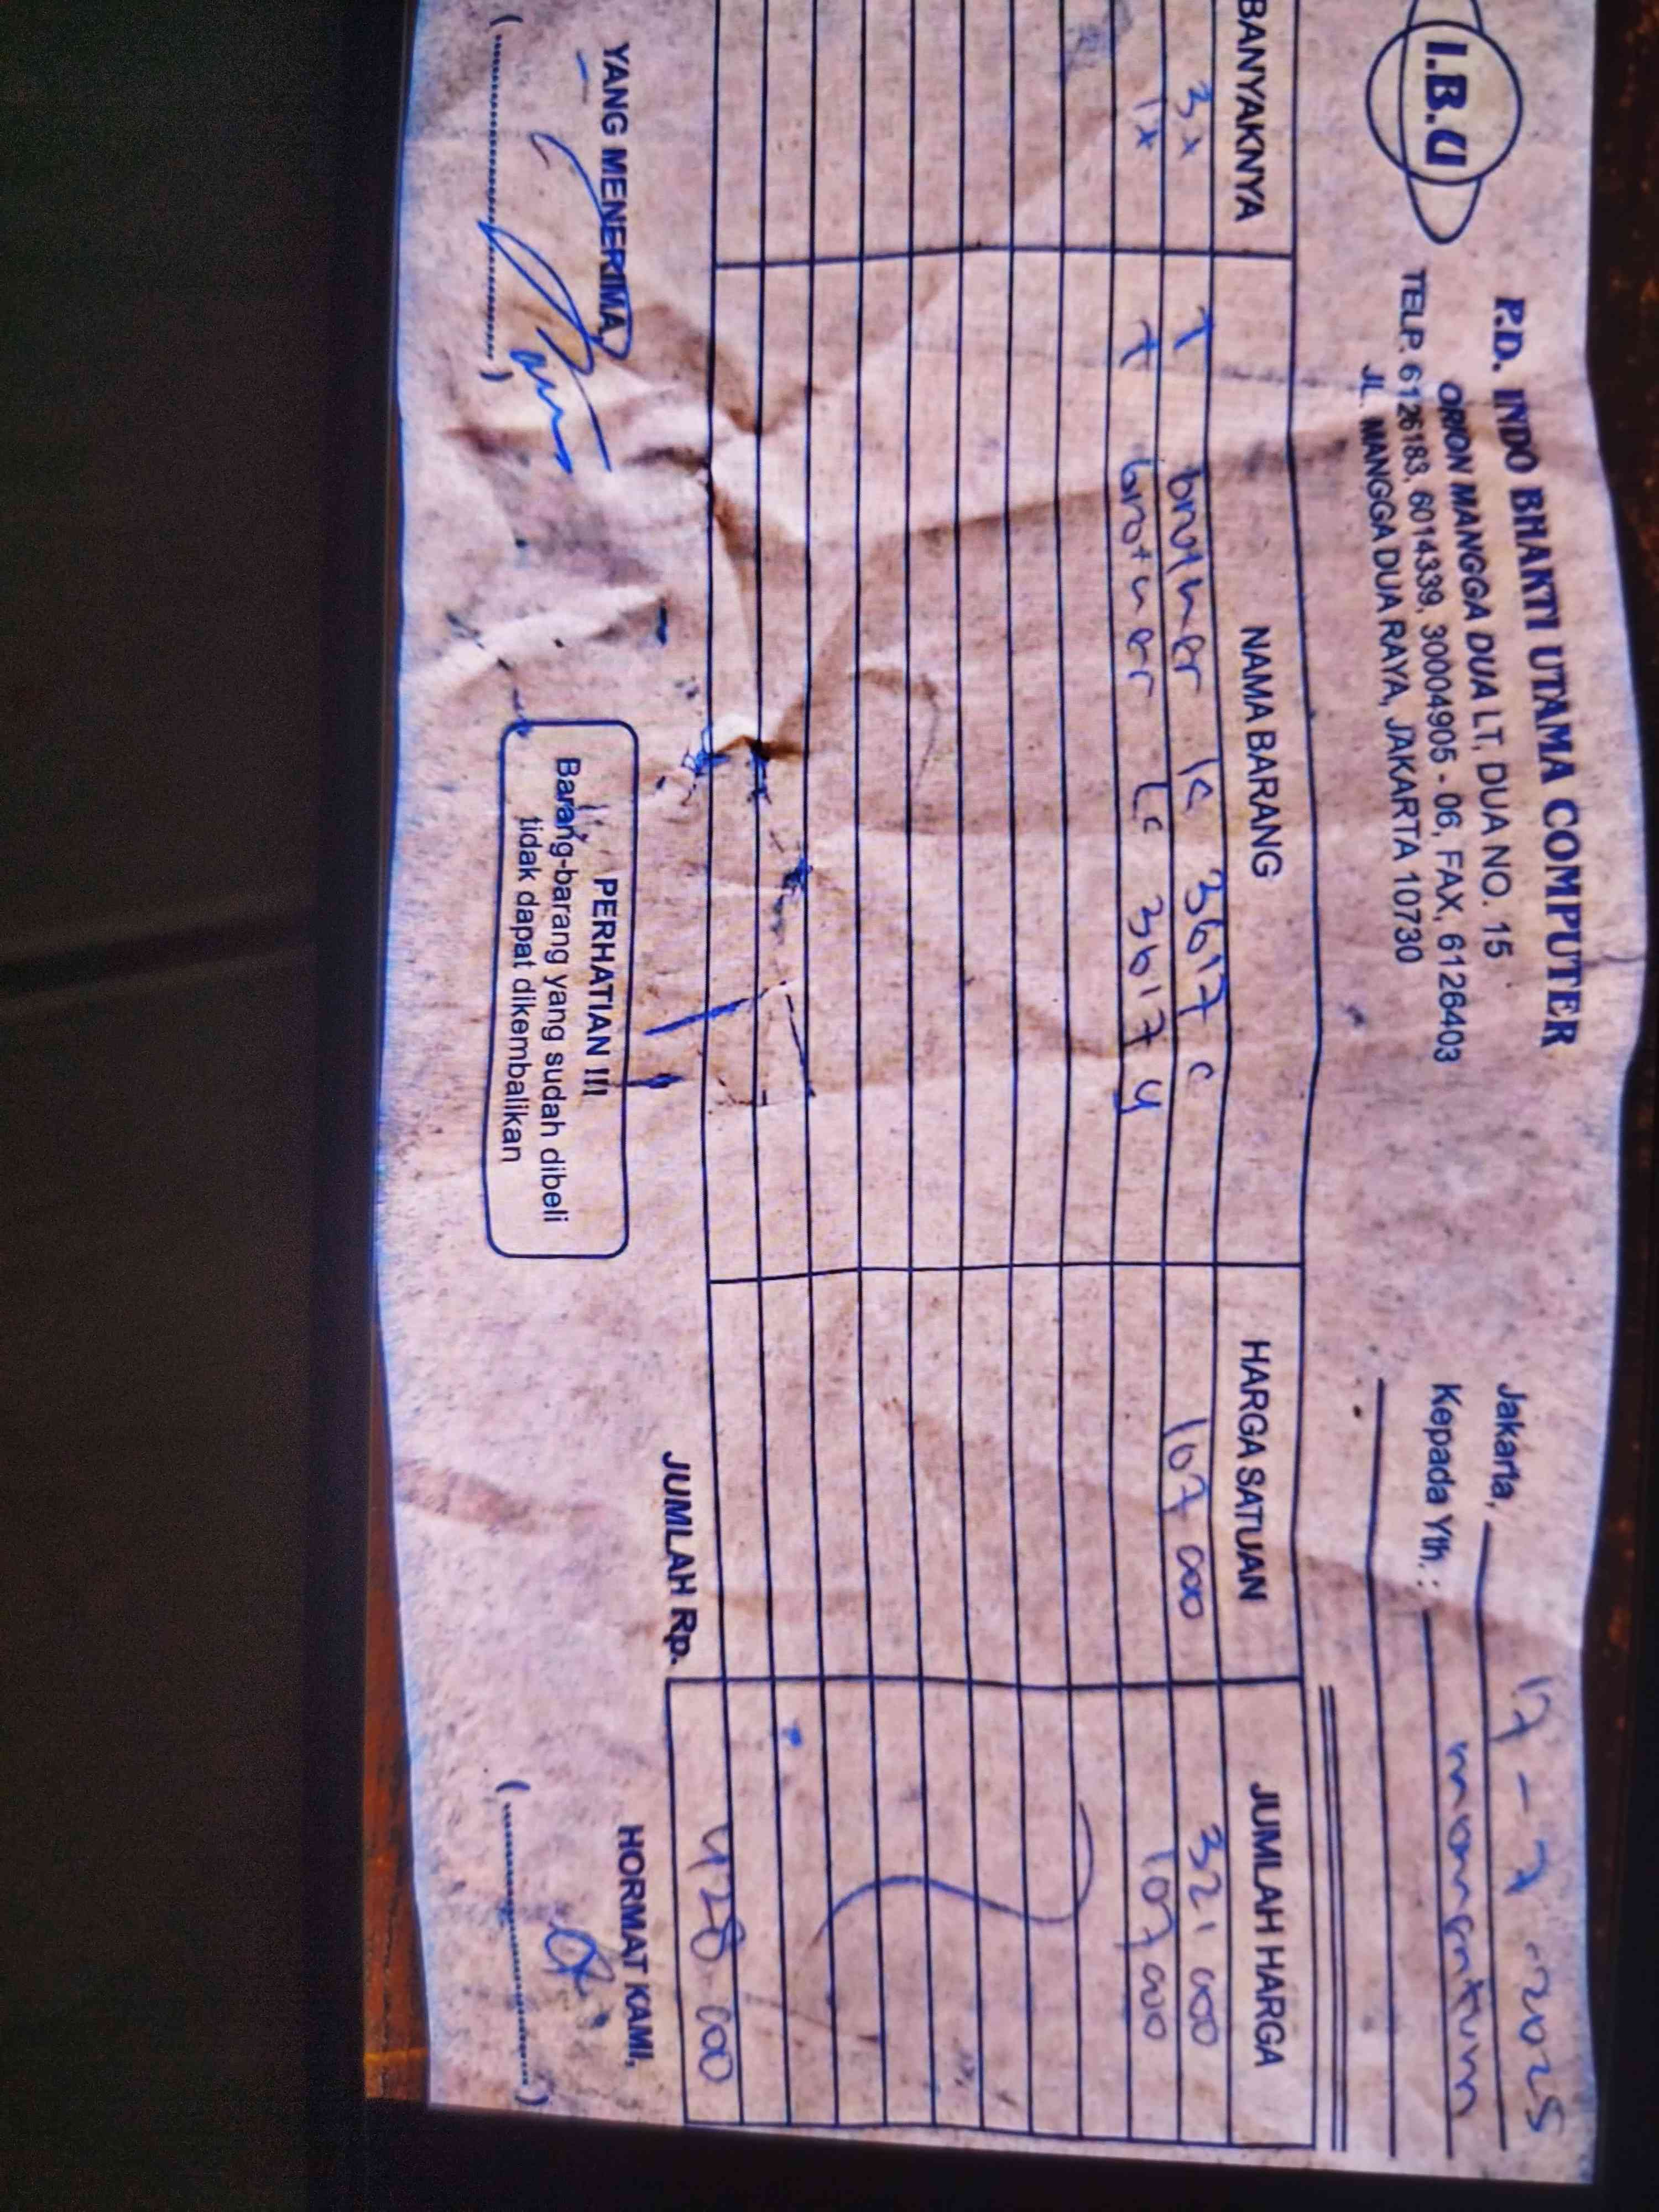 I.B.U
P.D. INDO BHAKTI UTAMA COMPUTER
ORION MANGGA DUA LT. DUA NO. 15
TELP. 6126183, 6014339, 30004905 - 06, FAX, 6126403
JL. MANGGA DUA RAYA, JAKARTA 10730
Jakarta, 17 - 7 - 2025
Kepada Yth. : momentum
BANYAKNYA NAMA BARANG HARGA SATUAN JUMLAH HARGA
3x T brother lc 3617 c 107 000 321 000
1x T brother Lc 3617 y 107 000
JUMLAH Rp. 428 000
YANG MENERIMA,
PERHATIAN !!!
Barang-barang yang sudah dibeli
tidak dapat dikembalikan
HORMAT KAMI,
(..................) (..................)